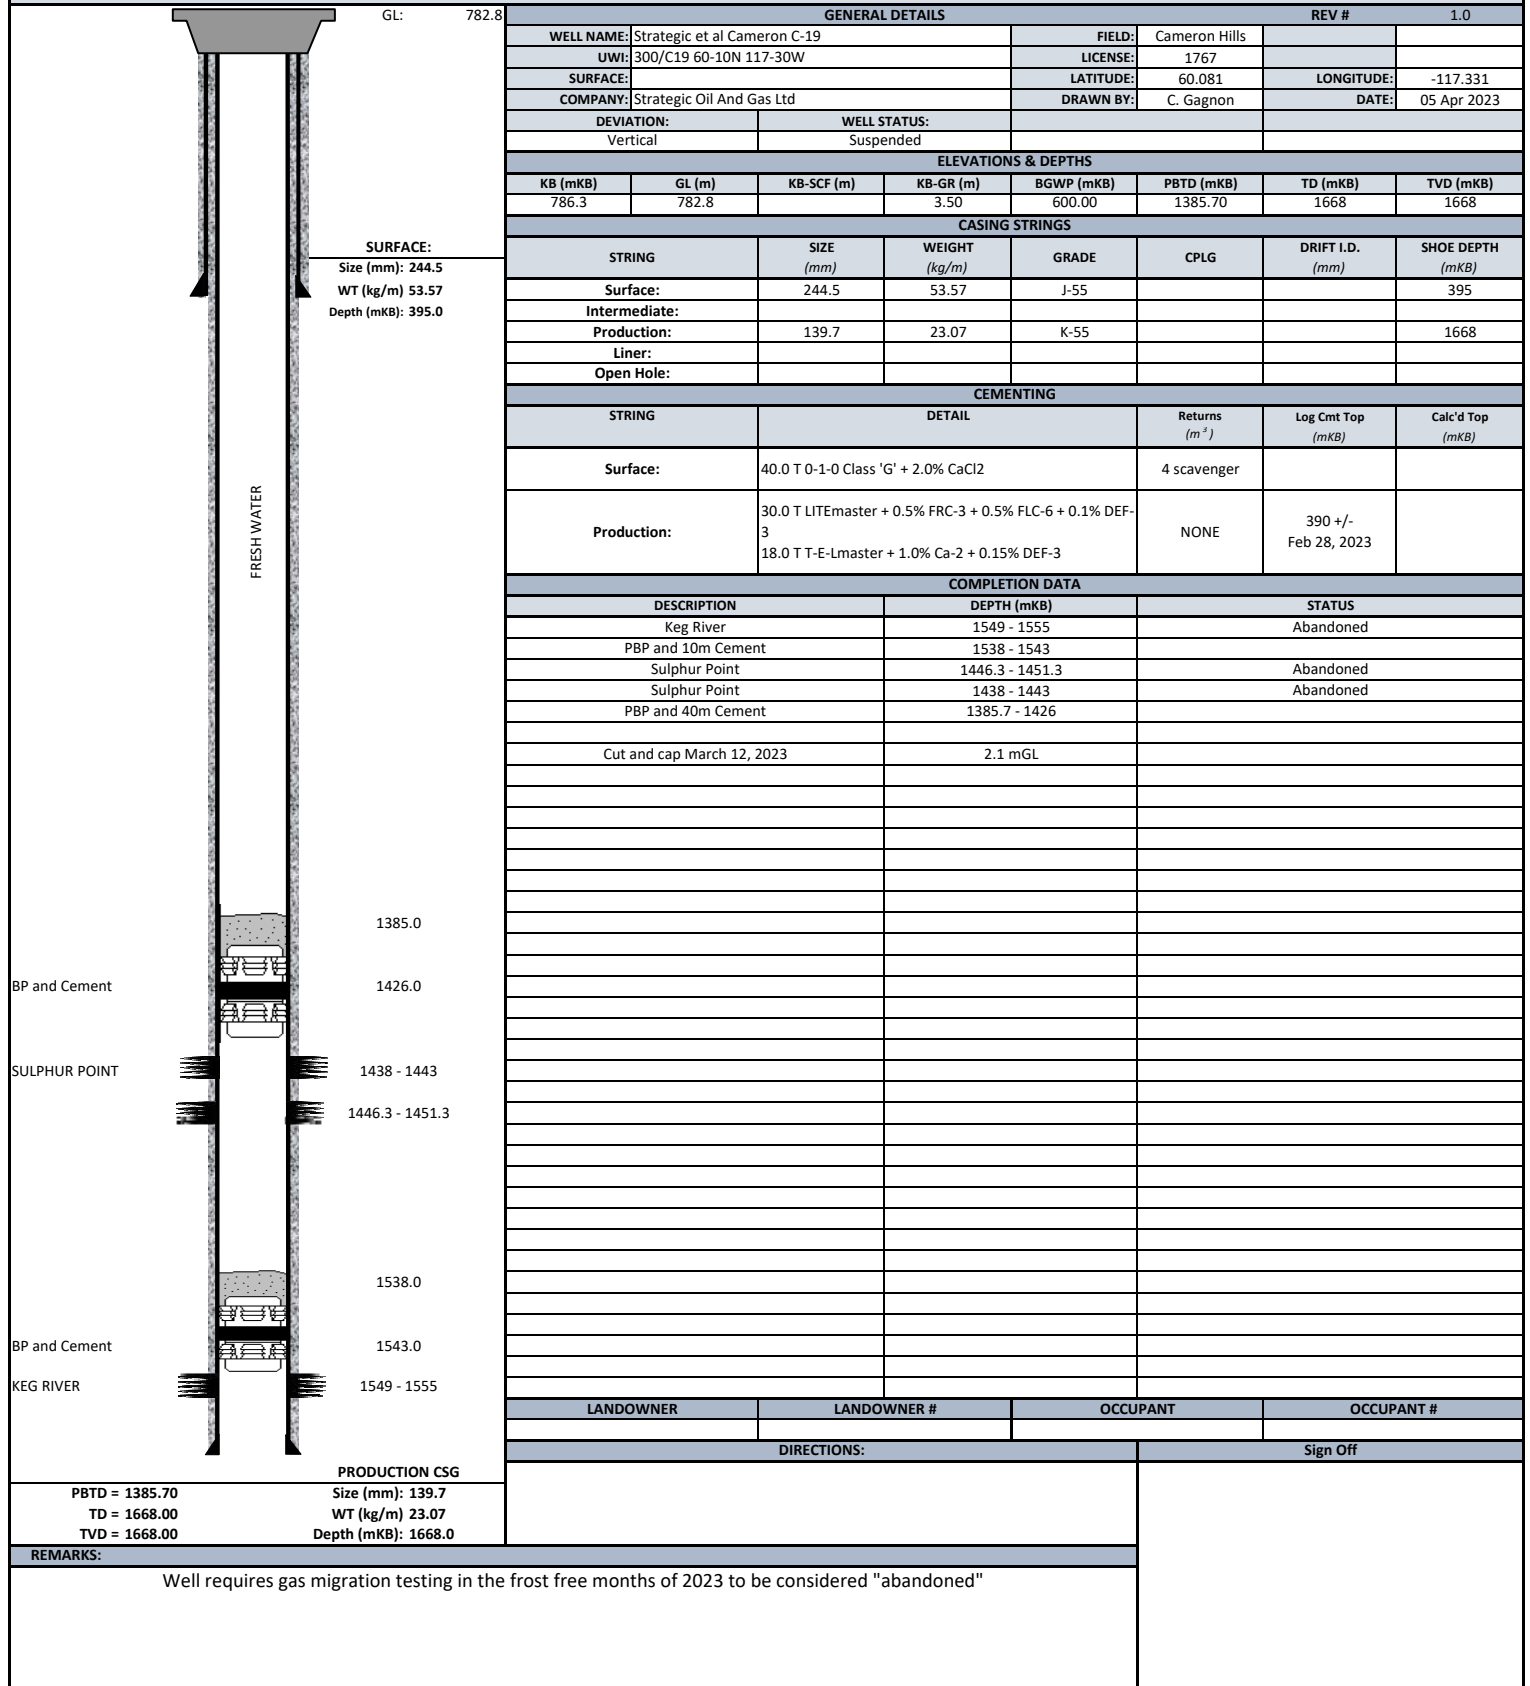 GL: 782.8
GENERAL DETAILS REV # 1.0
WELL NAME: Strategic et al Cameron C-19 FIELD: Cameron Hills
UWI: 300/C19 60-10N 117-30W LICENSE: 1767
SURFACE: LATITUDE: 60.081 LONGITUDE: -117.331
COMPANY: Strategic Oil And Gas Ltd DRAWN BY: C. Gagnon DATE: 05 Apr 2023
DEVIATION: WELL STATUS:
Vertical Suspended
ELEVATIONS & DEPTHS
KB (mKB) GL (m) KB-SCF (m) KB-GR (m) BGWP (mKB) PBTD (mKB) TD (mKB) TVD (mKB)
786.3 782.8 3.50 600.00 1385.70 1668 1668
CASING STRINGS
STRING SIZE (mm) WEIGHT (kg/m) GRADE CPLG DRIFT I.D. (mm) SHOE DEPTH (mKB)
Surface: 244.5 53.57 J-55 395
Intermediate:
Production: 139.7 23.07 K-55 1668
Liner:
Open Hole:
CEMENTING
STRING DETAIL Returns (m³) Log Cmt Top (mKB) Calc'd Top (mKB)
Surface: 40.0 T 0-1-0 Class 'G' + 2.0% CaCl2 4 scavenger
Production: 30.0 T LITEmaster + 0.5% FRC-3 + 0.5% FLC-6 + 0.1% DEF-
3
18.0 T T-E-Lmaster + 1.0% Ca-2 + 0.15% DEF-3
NONE
390 +/-
Feb 28, 2023
COMPLETION DATA
DESCRIPTION DEPTH (mKB) STATUS
Keg River 1549 - 1555 Abandoned
PBP and 10m Cement 1538 - 1543
Sulphur Point 1446.3 - 1451.3 Abandoned
Sulphur Point 1438 - 1443 Abandoned
PBP and 40m Cement 1385.7 - 1426
Cut and cap March 12, 2023 2.1 mGL
LANDOWNER LANDOWNER # OCCUPANT OCCUPANT #
DIRECTIONS: Sign Off
SURFACE:
Size (mm): 244.5
WT (kg/m) 53.57
Depth (mKB): 395.0
FRESH WATER
1385.0
BP and Cement 1426.0
SULPHUR POINT 1438 - 1443
1446.3 - 1451.3
1538.0
BP and Cement 1543.0
KEG RIVER 1549 - 1555
PRODUCTION CSG
PBTD = 1385.70 Size (mm): 139.7
TD = 1668.00 WT (kg/m) 23.07
TVD = 1668.00 Depth (mKB): 1668.0
REMARKS:
Well requires gas migration testing in the frost free months of 2023 to be considered "abandoned"